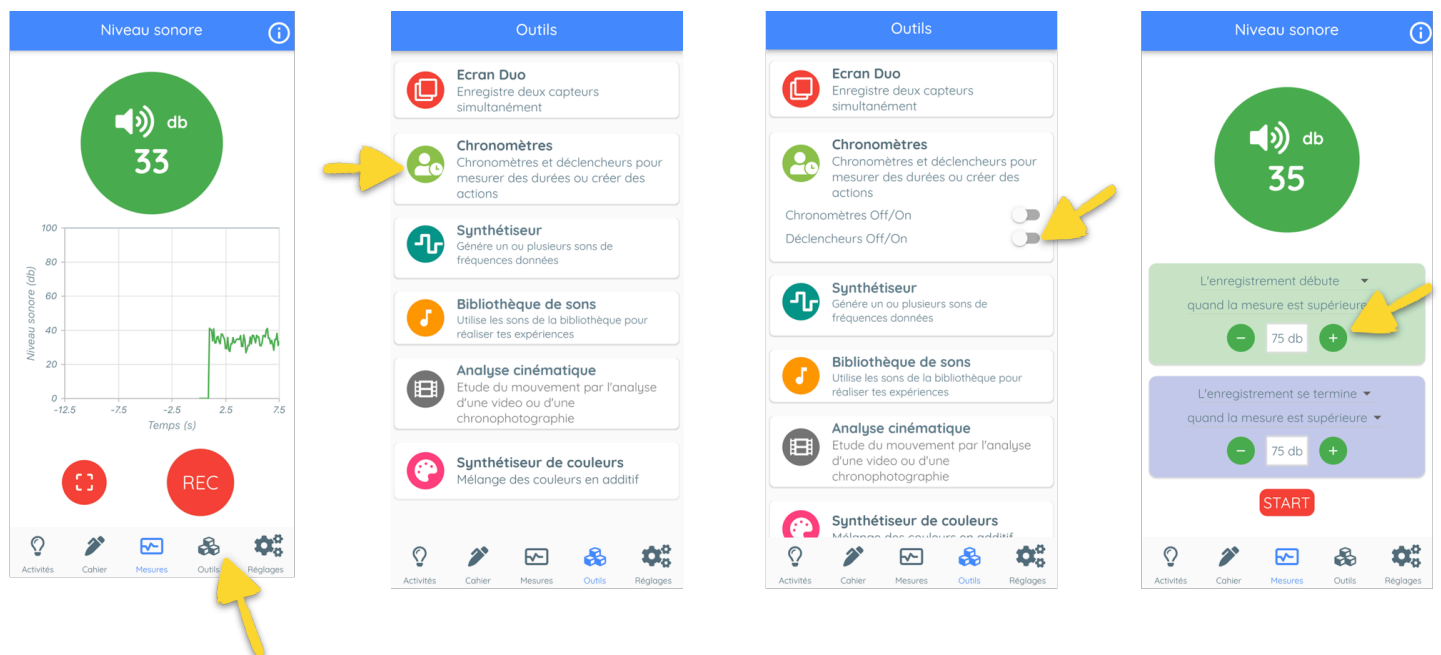 Niveau sonore
db
33
100
80
60
40
20
0
Niveau sonore (db)
-12.5 -7.5 -2.5 2.5 7.5
Temps (s)
REC
Activités Cahier Mesures Outils Réglages
Outils
Ecran Duo
Enregistre deux capteurs
simultanément
Chronomètres
Chronomètres et déclencheurs pour
mesurer des durées ou créer des
actions
Synthétiseur
Génére un ou plusieurs sons de
fréquences données
Bibliothèque de sons
Utilise les sons de la bibliothèque pour
réaliser tes expériences
Analyse cinématique
Etude du mouvement par l'analyse
d'une video ou d'une
chronophotographie
Synthétiseur de couleurs
Mélange des couleurs en additif
Activités Cahier Mesures Outils Réglages
Outils
Ecran Duo
Enregistre deux capteurs
simultanément
Chronomètres
Chronomètres et déclencheurs pour
mesurer des durées ou créer des
actions
Chronomètres Off/On
Déclencheurs Off/On
Synthétiseur
Génére un ou plusieurs sons de
fréquences données
Bibliothèque de sons
Utilise les sons de la bibliothèque pour
réaliser tes expériences
Analyse cinématique
Etude du mouvement par l'analyse
d'une video ou d'une
chronophotographie
Synthétiseur de couleurs
Mélange des couleurs en additif
Activités Cahier Mesures Outils Réglages
Niveau sonore
db
35
L'enregistrement débute
quand la mesure est supérieure
- 75 db +
L'enregistrement se termine
quand la mesure est supérieure
- 75 db +
START
Activités Cahier Mesures Outils Réglages